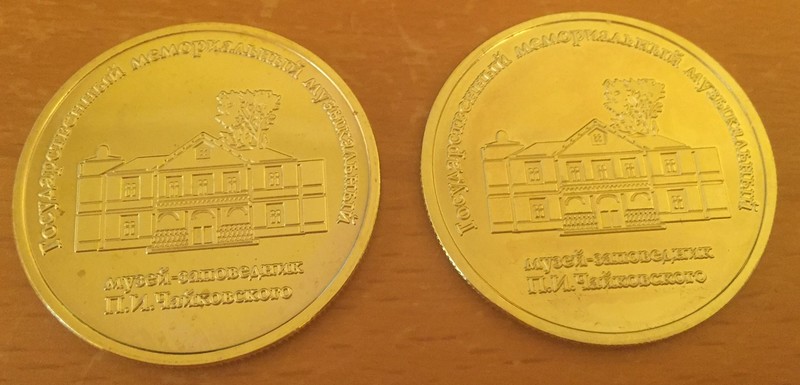 Государственный мемориальный музыкальный
музей-заповедник
П.И.Чайковского
Государственный мемориальный музыкальный
музей-заповедник
П.И.Чайковского